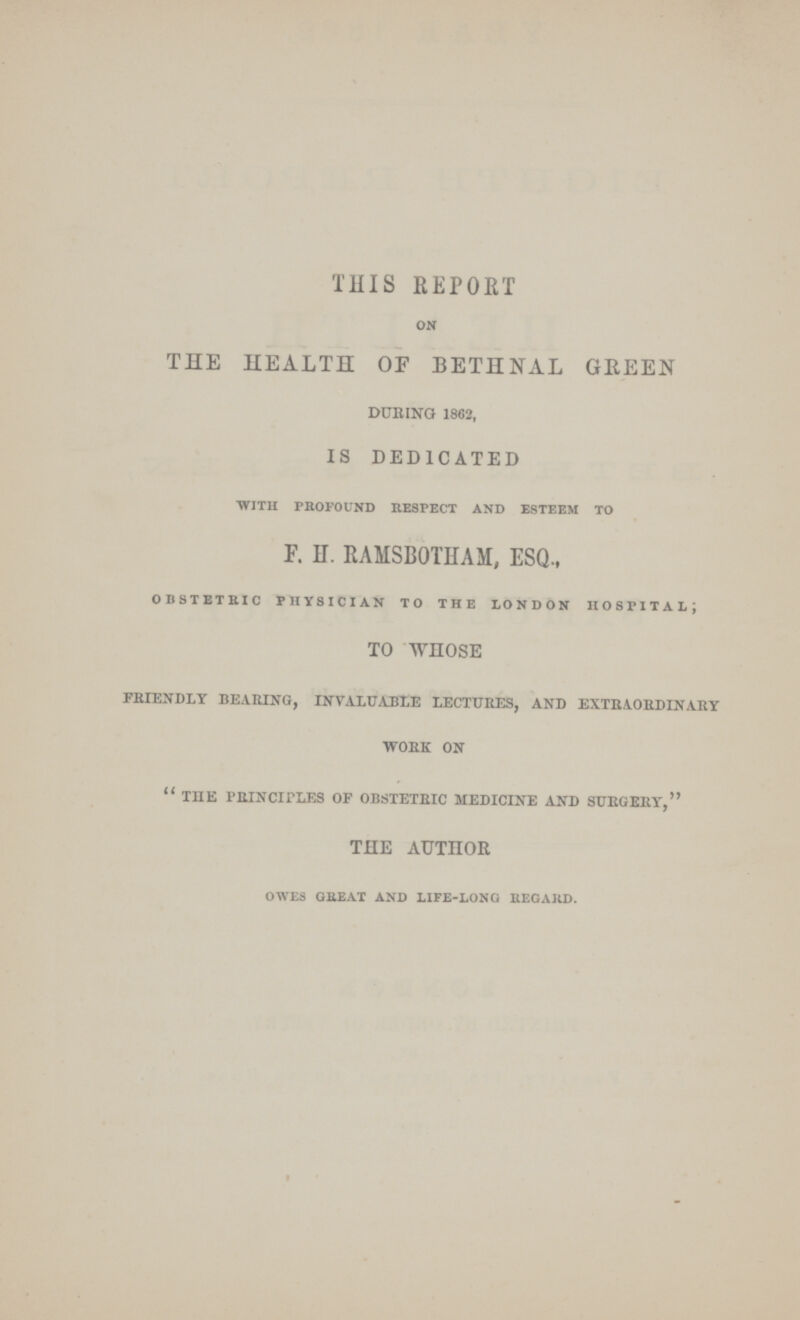 THIS REPORT
ON
THE HEALTH OF BETHNAL GREEN
DURING 1862,
IS DEDICATED
WITH PROFOUND RESPECT AND ESTEEM TO
F. H. RAMSBOTHAM, ESQ.,
OBSTETRIC PHYSICIAN TO THE LONDON HOSPITAL;
TO WHOSE
FRIENDLY BEARING, INVALUABLE LECTURES, AND EXTRAORDINARY
WORK ON
"THE PRINCIPLES OF OBSTETRIC MEDICINE AND SURGERY,"
THE AUTHOR
OWES GREAT AND LIFE-LONG REGARD.